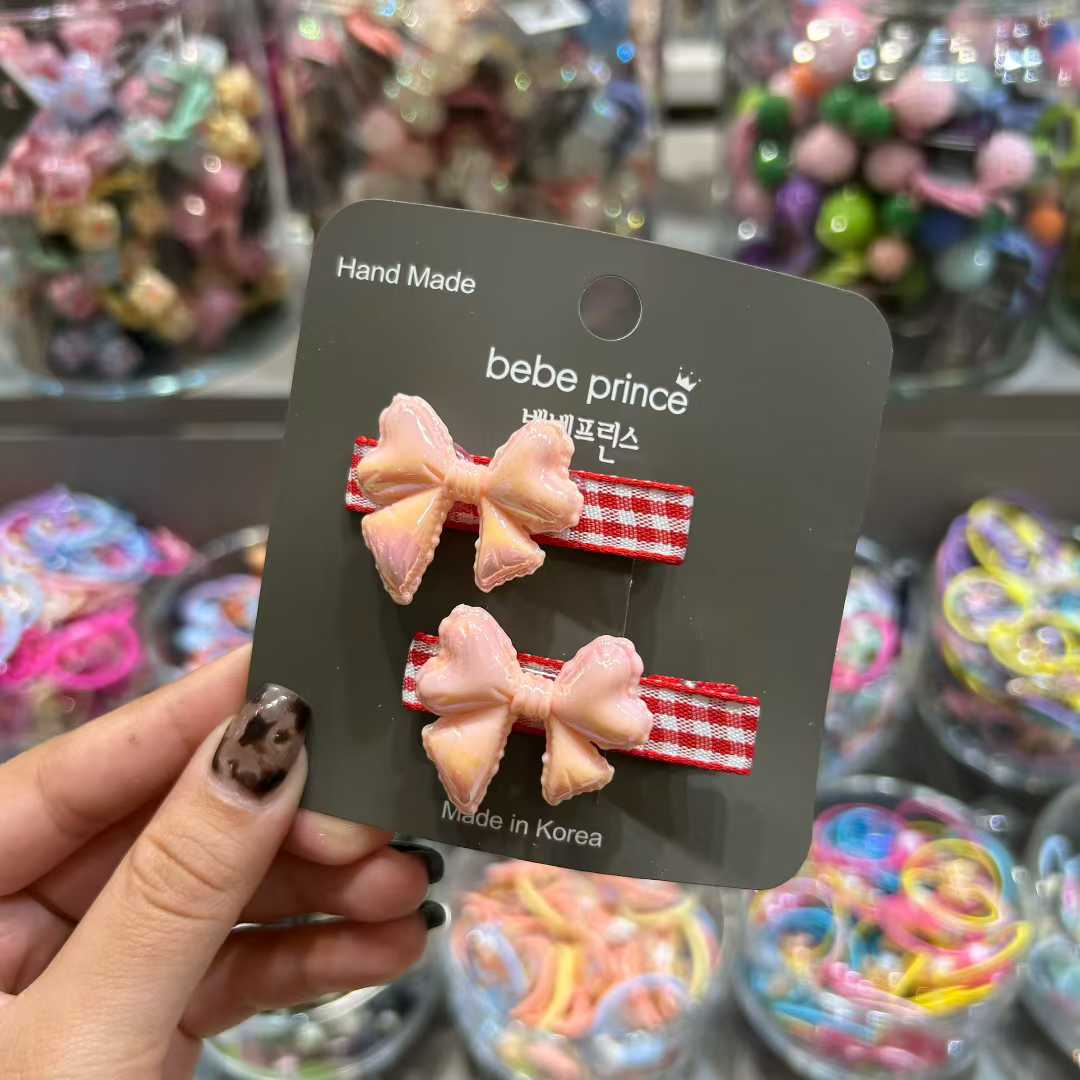 Hand Made
bebe prince
베베프린스
Made in Korea